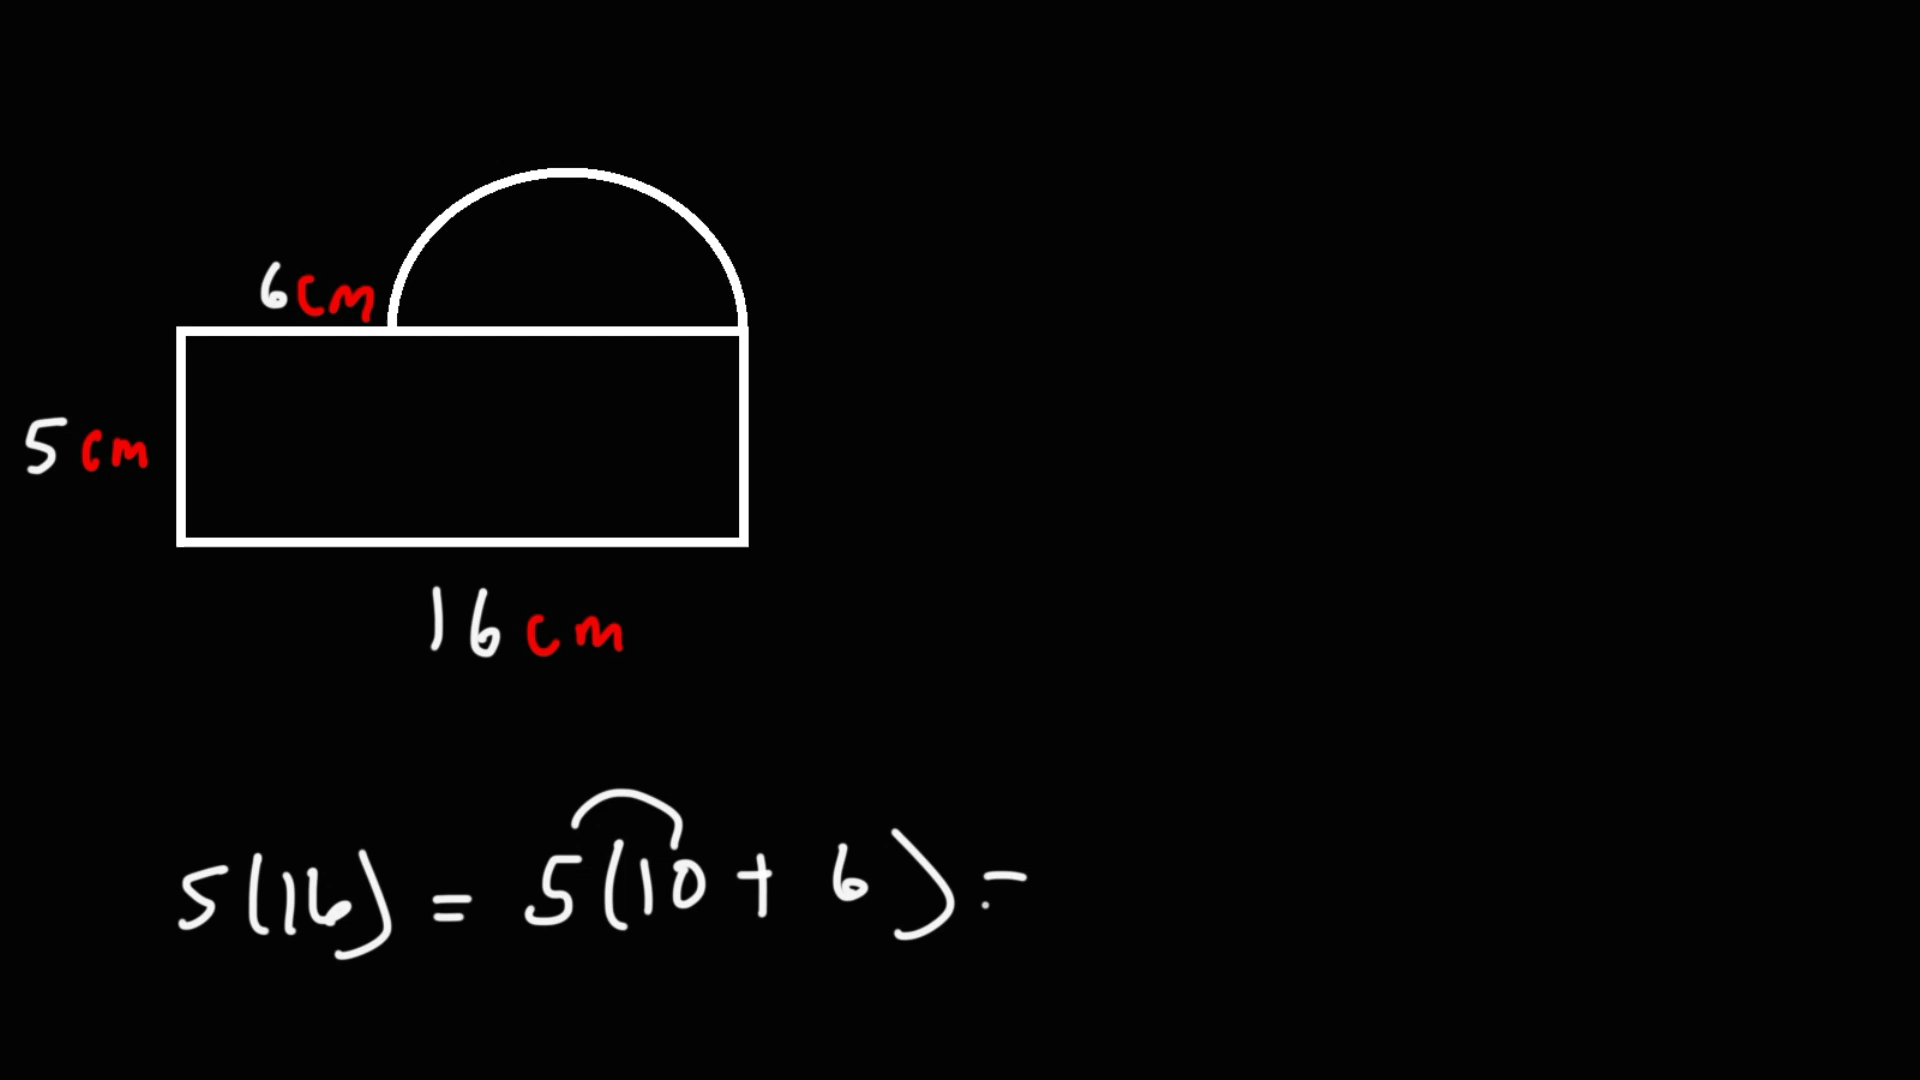 6cm
5cm
16cm
5(16) = 5(10 + 6) =